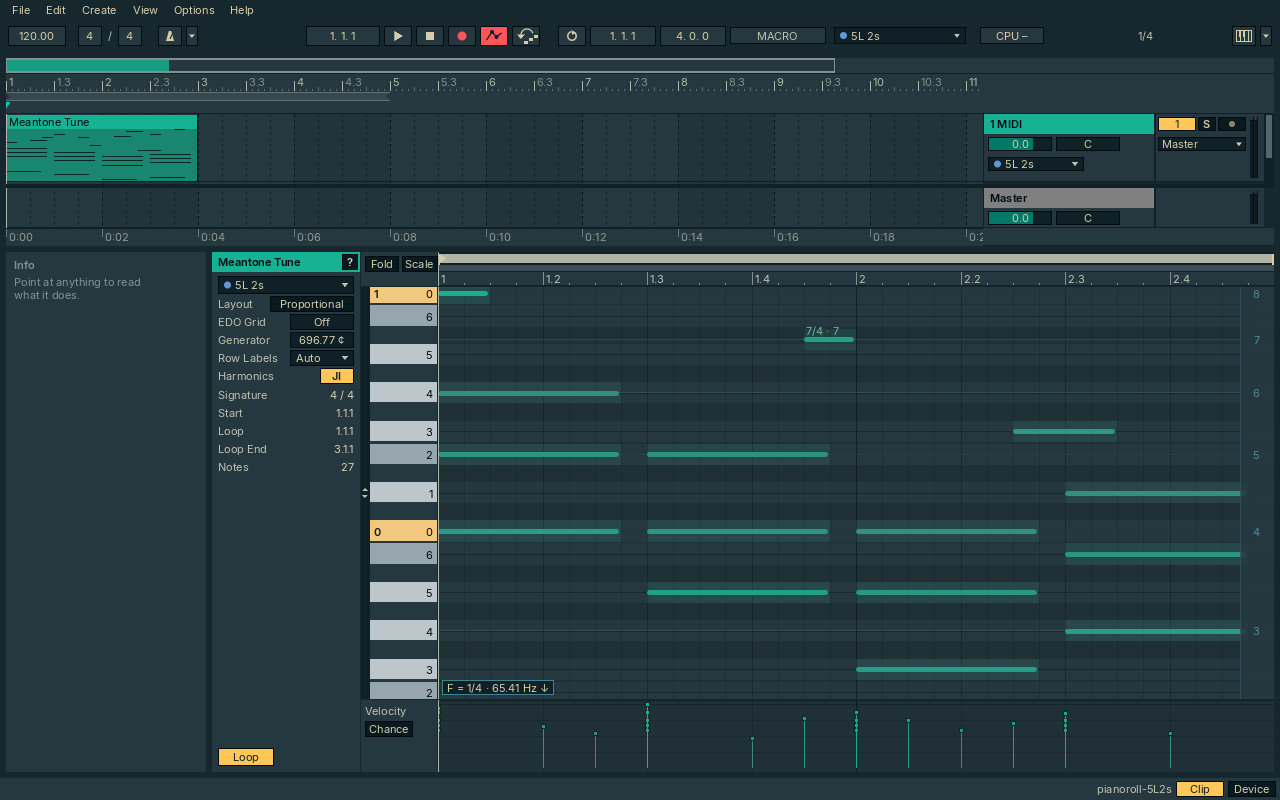 File Edit Create View Options Help
120.00 4 / 4 1. 1. 1 1. 1. 1 4. 0. 0 MACRO 5L 2s CPU – 1/4
1 1.3 2 2.3 3 3.3 4 4.3 5 5.3 6 6.3 7 7.3 8 8.3 9 9.3 10 10.3 11
Meantone Tune
1 MIDI 1 S
0.0 C Master
5L 2s
Master
0.0 C
0:00 0:02 0:04 0:06 0:08 0:10 0:12 0:14 0:16 0:18 0:2
Info
Point at anything to read
what it does.
Meantone Tune ?
5L 2s
Layout Proportional
EDO Grid Off
Generator 696.77 ¢
Row Labels Auto
Harmonics JI
Signature 4 / 4
Start 1.1.1
Loop 1.1.1
Loop End 3.1.1
Notes 27
Loop
Fold Scale
1 1.2 1.3 1.4 2 2.2 2.3 2.4
1 0 8
6
7/4 · 7
7
5
4 6
3
2 5
1
0 0 4
6
5
4 3
3
2
F = 1/4 · 65.41 Hz ↓
Velocity
Chance
pianoroll-5L2s Clip Device